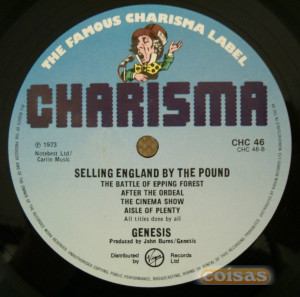 THE FAMOUS CHARISMA LABEL
CHARISMA
℗ 1973
Notebest Ltd/
Carlin Music
CHC 46
CHC 46-B
SELLING ENGLAND BY THE POUND
THE BATTLE OF EPPING FOREST
AFTER THE ORDEAL
THE CINEMA SHOW
AISLE OF PLENTY
All titles done by all
GENESIS
Produced by John Burns/Genesis
Distributed by
Virgin
Records Ltd
coisas